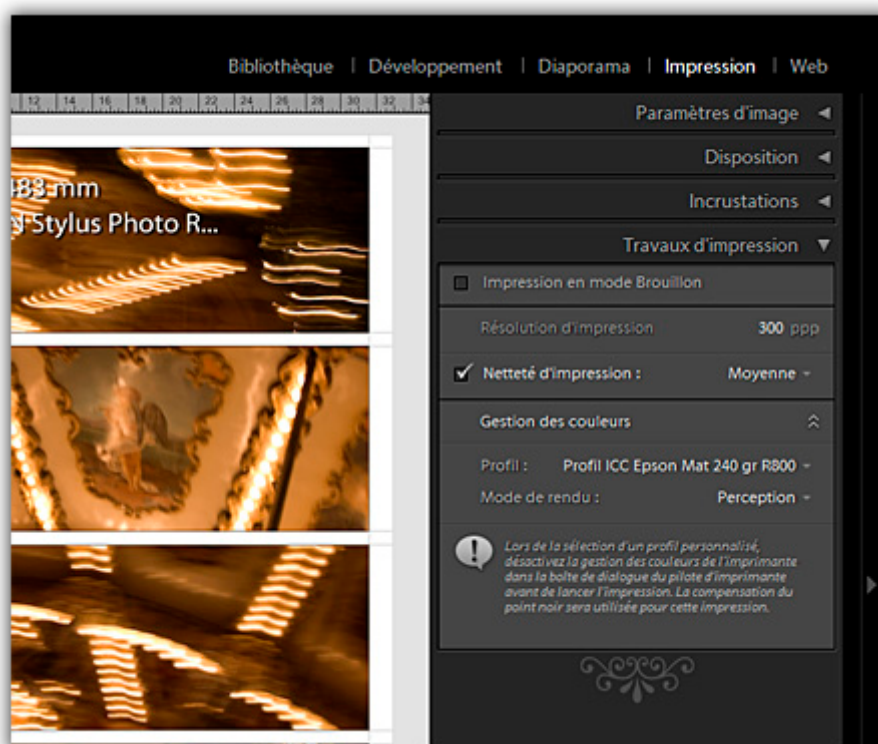 Bibliothèque | Développement | Diaporama | Impression | Web
12 14 16 18 20 22 24 26 28 30 32 34
Paramètres d'image
Disposition
483 mm
Incrustations
N Stylus Photo R...
Travaux d'impression
Impression en mode Brouillon
Résolution d'impression 300 ppp
Netteté d'impression : Moyenne
Gestion des couleurs
Profil : Profil ICC Epson Mat 240 gr R800
Mode de rendu : Perception
Lors de la sélection d'un profil personnalisé,
désactivez la gestion des couleurs de l'imprimante
dans la boîte de dialogue du pilote d'imprimante
avant de lancer l'impression. La compensation du
point noir sera utilisée pour cette impression.